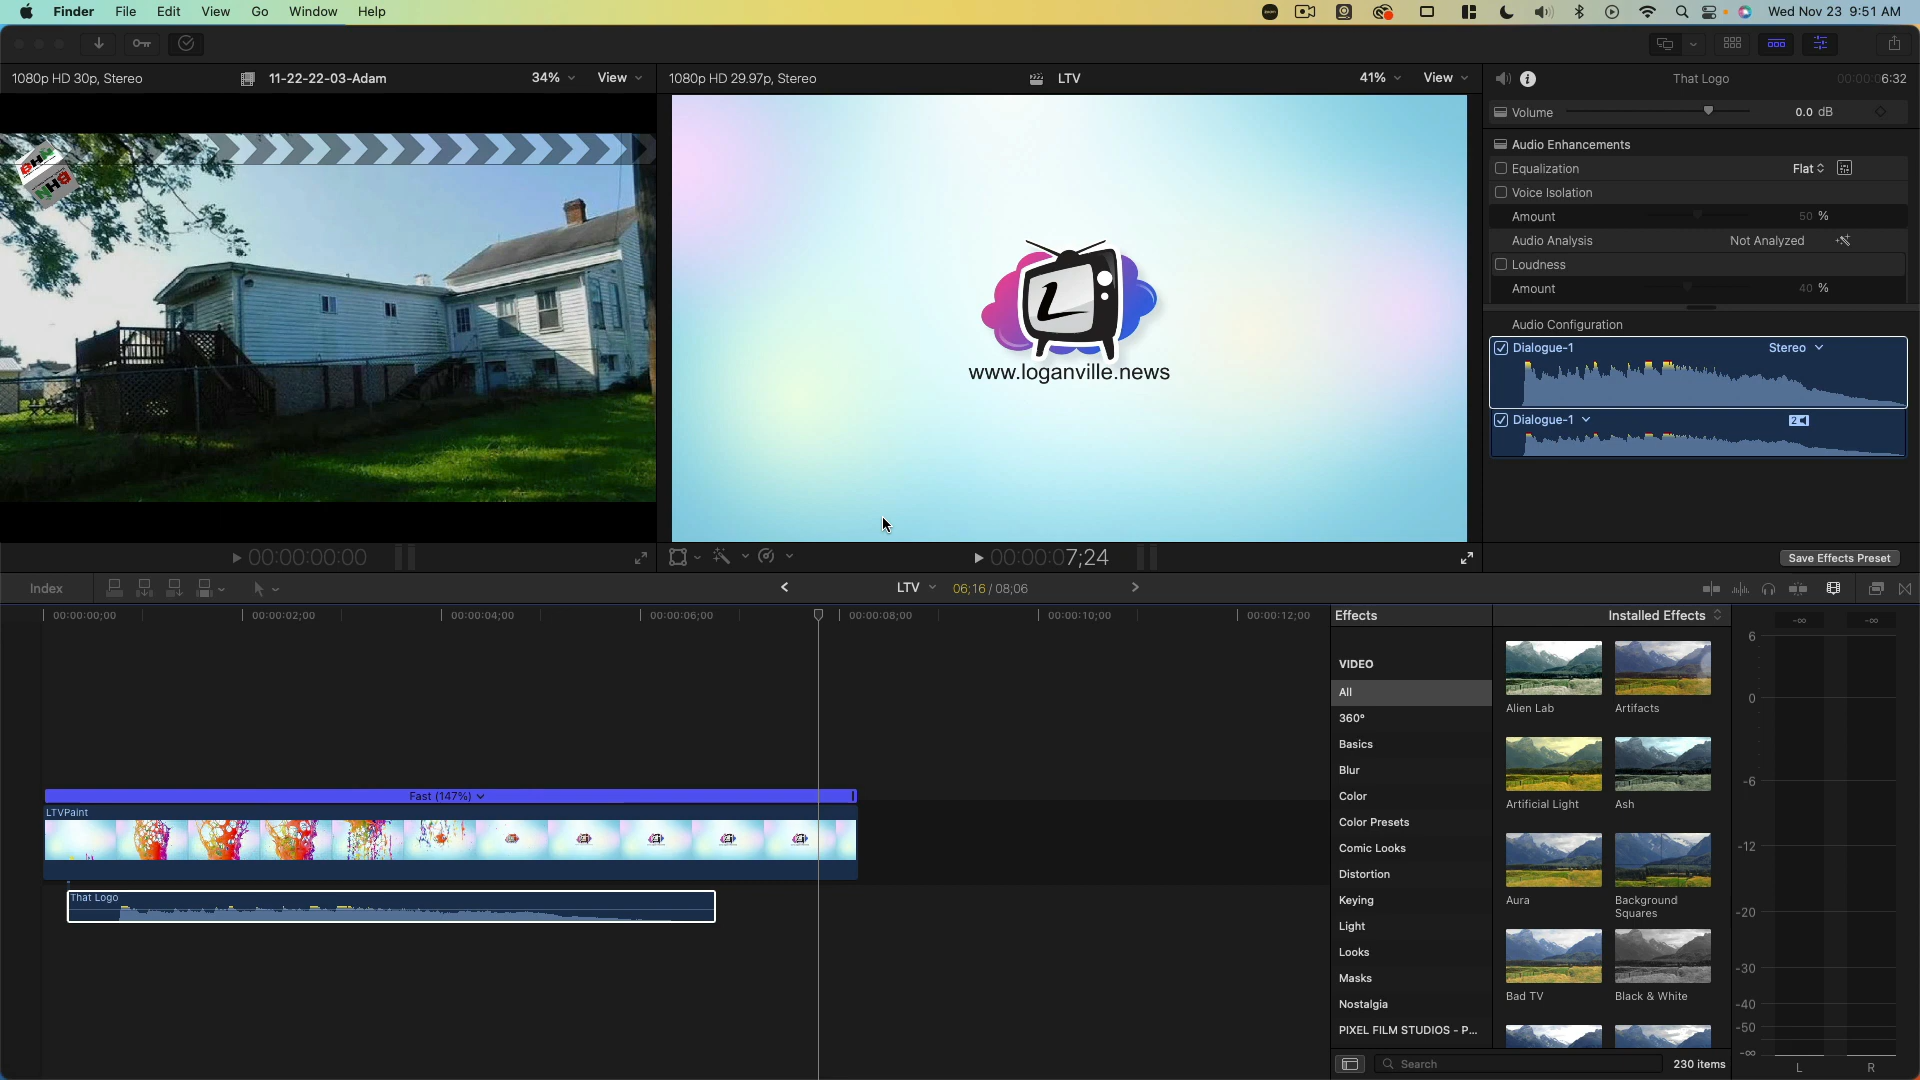 Finder File Edit View Go Window Help
Wed Nov 23 9:51 AM
1080p HD 30p, Stereo
11-22-22-03-Adam
34%
View
1080p HD 29.97p, Stereo
LTV
41%
View
That Logo
00:00:06:32
Volume
0.0 dB
Audio Enhancements
Equalization
Flat
Voice Isolation
Amount
50 %
Audio Analysis
Not Analyzed
Loudness
Amount
40 %
Audio Configuration
Dialogue-1
Stereo
Dialogue-1
2
L
www.loganville.news
00:00:00:00
00:00:07;24
Save Effects Preset
Index
LTV
06;16 / 08;06
00:00:00;00
00:00:02;00
00:00:04;00
00:00:06;00
00:00:08;00
00:00:10;00
00:00:12;00
Fast (147%)
LTVPaint
That Logo
Effects
Installed Effects
VIDEO
All
360°
Basics
Blur
Color
Color Presets
Comic Looks
Distortion
Keying
Light
Looks
Masks
Nostalgia
PIXEL FILM STUDIOS - P...
Alien Lab
Artifacts
Artificial Light
Ash
Aura
Background
Squares
Bad TV
Black & White
Search
230 items
-∞
-∞
6
0
-6
-12
-20
-30
-40
-50
-∞
L
R